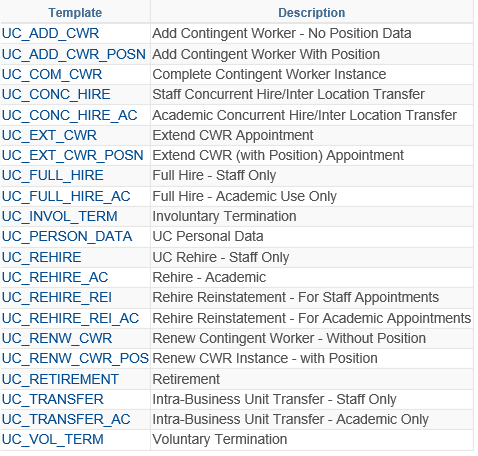 Template Description
UC_ADD_CWR Add Contingent Worker - No Position Data
UC_ADD_CWR_POSN Add Contingent Worker With Position
UC_COM_CWR Complete Contingent Worker Instance
UC_CONC_HIRE Staff Concurrent Hire/Inter Location Transfer
UC_CONC_HIRE_AC Academic Concurrent Hire/Inter Location Transfer
UC_EXT_CWR Extend CWR Appointment
UC_EXT_CWR_POSN Extend CWR (with Position) Appointment
UC_FULL_HIRE Full Hire - Staff Only
UC_FULL_HIRE_AC Full Hire - Academic Use Only
UC_INVOL_TERM Involuntary Termination
UC_PERSON_DATA UC Personal Data
UC_REHIRE UC Rehire - Staff Only
UC_REHIRE_AC Rehire - Academic
UC_REHIRE_REI Rehire Reinstatement - For Staff Appointments
UC_REHIRE_REI_AC Rehire Reinstatement - For Academic Appointments
UC_RENW_CWR Renew Contingent Worker - Without Position
UC_RENW_CWR_POS Renew CWR Instance - with Position
UC_RETIREMENT Retirement
UC_TRANSFER Intra-Business Unit Transfer - Staff Only
UC_TRANSFER_AC Intra-Business Unit Transfer - Academic Only
UC_VOL_TERM Voluntary Termination